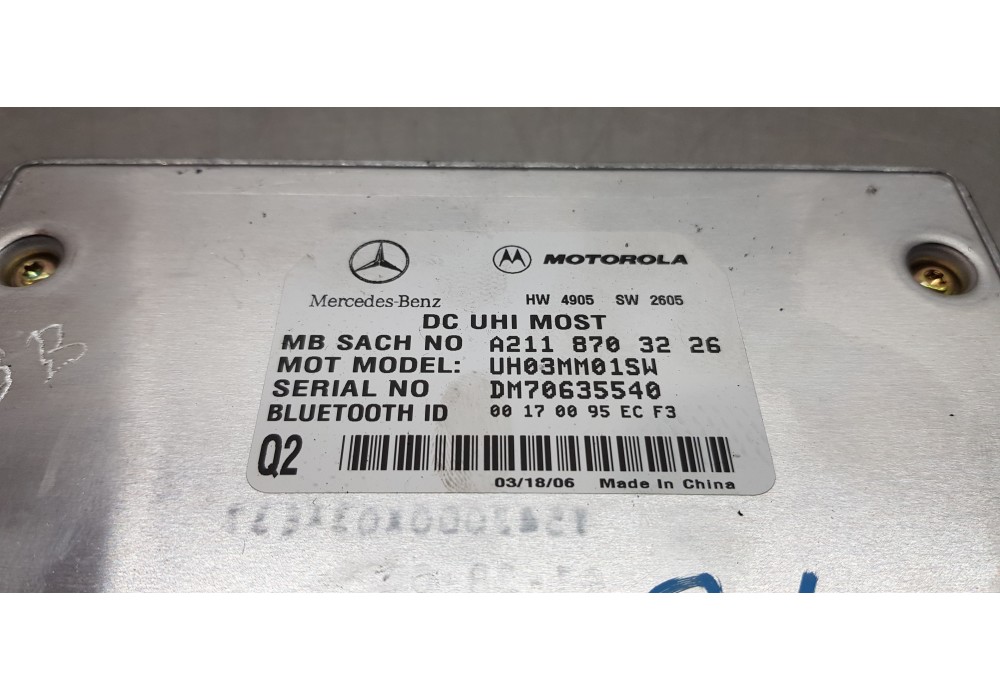 MOTOROLA
Mercedes-Benz
HW 4905 SW 2605
DC UHI MOST
MB SACH NO A211 870 32 26
MOT MODEL: UH03MM01SW
SERIAL NO DM70635540
BLUETOOTH ID 00 17 00 95 EC F3
Q2
03/18/06 Made In China
B